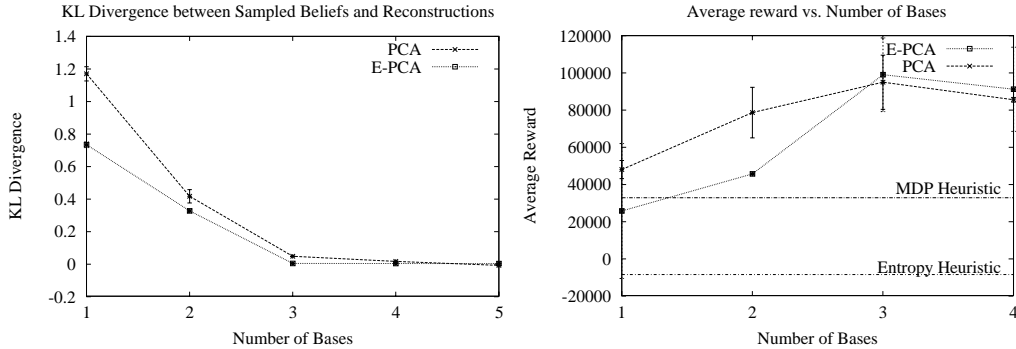 KL Divergence between Sampled Beliefs and Reconstructions
1.4
1.2
1
0.8
0.6
0.4
0.2
0
-0.2
KL Divergence
PCA
E-PCA
1 2 3 4 5
Number of Bases
Average reward vs. Number of Bases
120000
100000
80000
60000
40000
20000
0
-20000
Average Reward
E-PCA
PCA
MDP Heuristic
Entropy Heuristic
1 2 3 4
Number of Bases